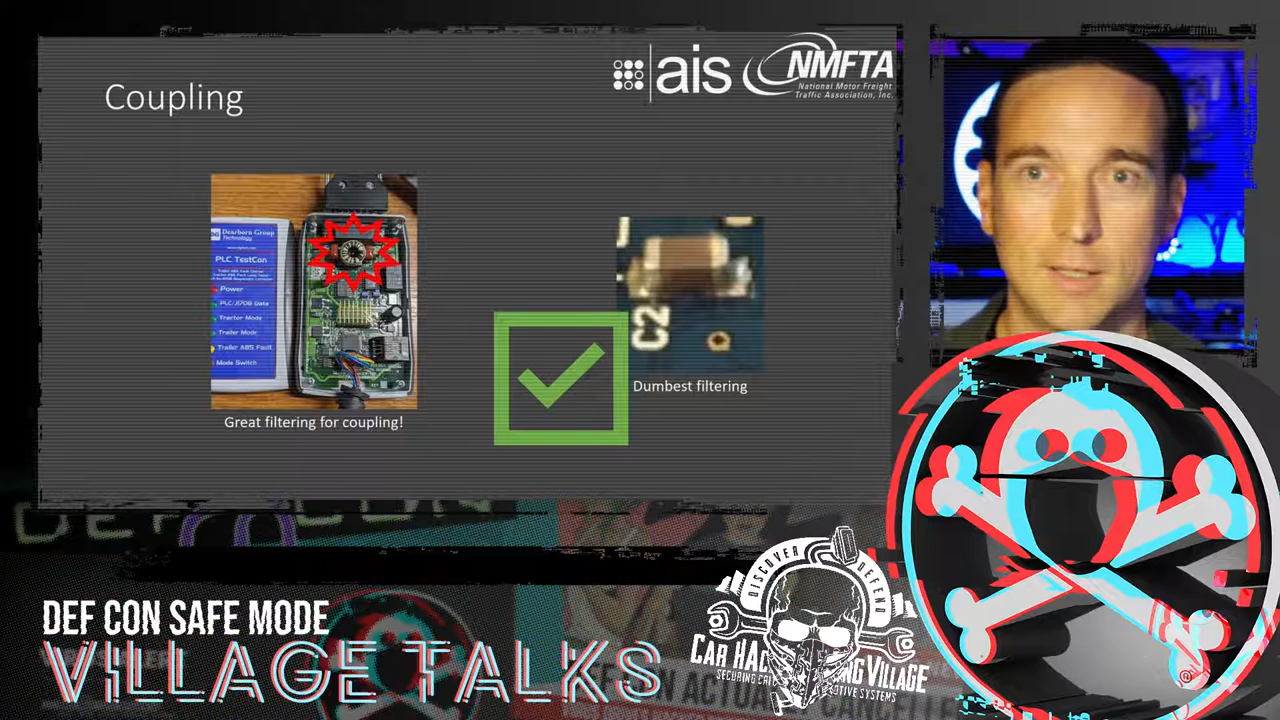 Coupling
ais
NMFTA
National Motor Freight
Traffic Association, Inc.
Dearborn Group
Technology
PLC TestCon
Power
PLC/J1708 Data
Tractor Mode
Trailer Mode
Trailer ABS Fault
Mode Switch
C2
Great filtering for coupling!
Dumbest filtering
DEF CON
DEF CON SAFE MODE
VILLAGE TALKS
DISCOVER
DEFEND
CAR HACKING VILLAGE
®